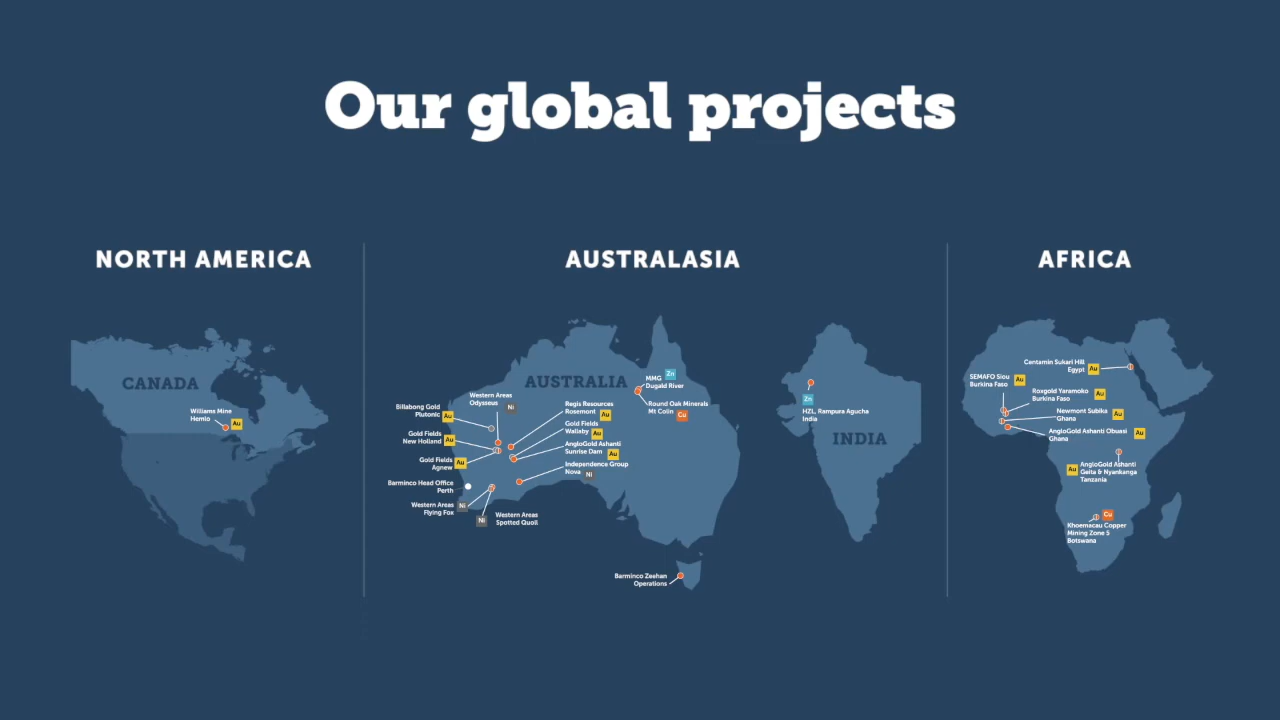 Our global projects
NORTH AMERICA
CANADA
Williams Mine
Hemlo
Au
AUSTRALASIA
AUSTRALIA
Billabong Gold
Plutonic
Au
Gold Fields
New Holland
Au
Gold Fields
Agnew
Au
Barminco Head Office
Perth
Western Areas
Flying Fox
Ni
Western Areas
Spotted Quoll
Ni
Western Areas
Odysseus
Ni
Regis Resources
Rosemont
Au
Gold Fields
Wallaby
Au
AngloGold Ashanti
Sunrise Dam
Au
Independence Group
Nova
Ni
MMG
Dugald River
Zn
Round Oak Minerals
Mt Colin
Cu
Barminco Zeehan
Operations
Zn
HZL, Rampura Agucha
India
INDIA
AFRICA
Centamin Sukari Hill
Egypt
Au
SEMAFO Siou
Burkina Faso
Au
Roxgold Yaramoko
Burkina Faso
Au
Newmont Subika
Ghana
Au
AngloGold Ashanti Obuasi
Ghana
Au
Au
AngloGold Ashanti
Geita & Nyankanga
Tanzania
Cu
Khoemacau Copper
Mining Zone 5
Botswana